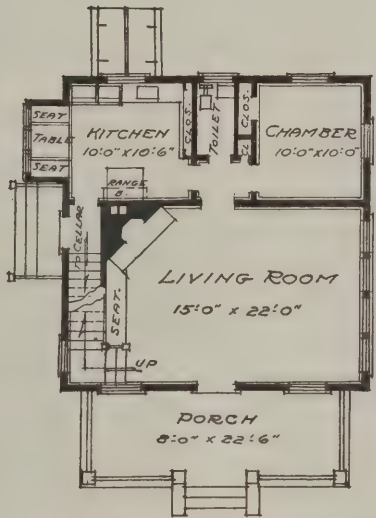 SEAT
TABLE
SEAT
KITCHEN
10'0" x 10'6"
CLOS.
TOILET
CLOS.
CL
CHAMBER
10'0" x 10'0"
RANGE
B
TO CELLAR
LIVING ROOM
15'0" x 22'0"
SEAT.
UP
PORCH
8'0" x 22'6"